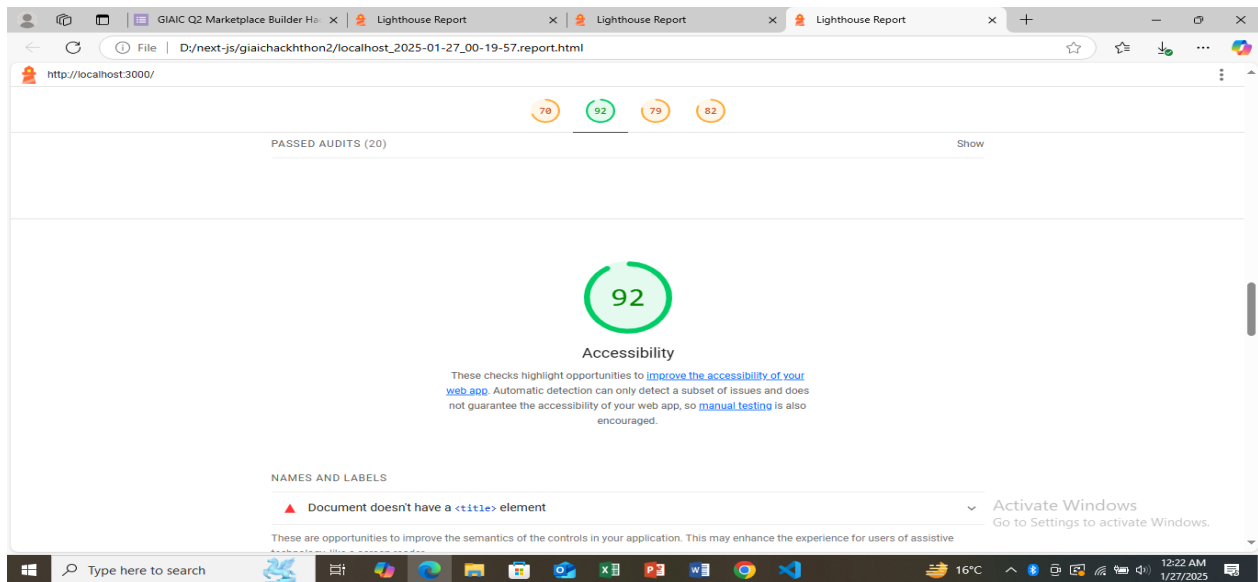 GIAIC Q2 Marketplace Builder Ha
Lighthouse Report
Lighthouse Report
Lighthouse Report
File
D:/next-js/giaichackhthon2/localhost_2025-01-27_00-19-57.report.html
http://localhost:3000/
70
92
79
82
PASSED AUDITS (20)
Show
92
Accessibility
These checks highlight opportunities to improve the accessibility of your
web app. Automatic detection can only detect a subset of issues and does
not guarantee the accessibility of your web app, so manual testing is also
encouraged.
NAMES AND LABELS
Document doesn't have a <title> element
These are opportunities to improve the semantics of the controls in your application. This may enhance the experience for users of assistive
technology, like a screen reader.
Activate Windows
Go to Settings to activate Windows.
Type here to search
16°C
12:22 AM
1/27/2025